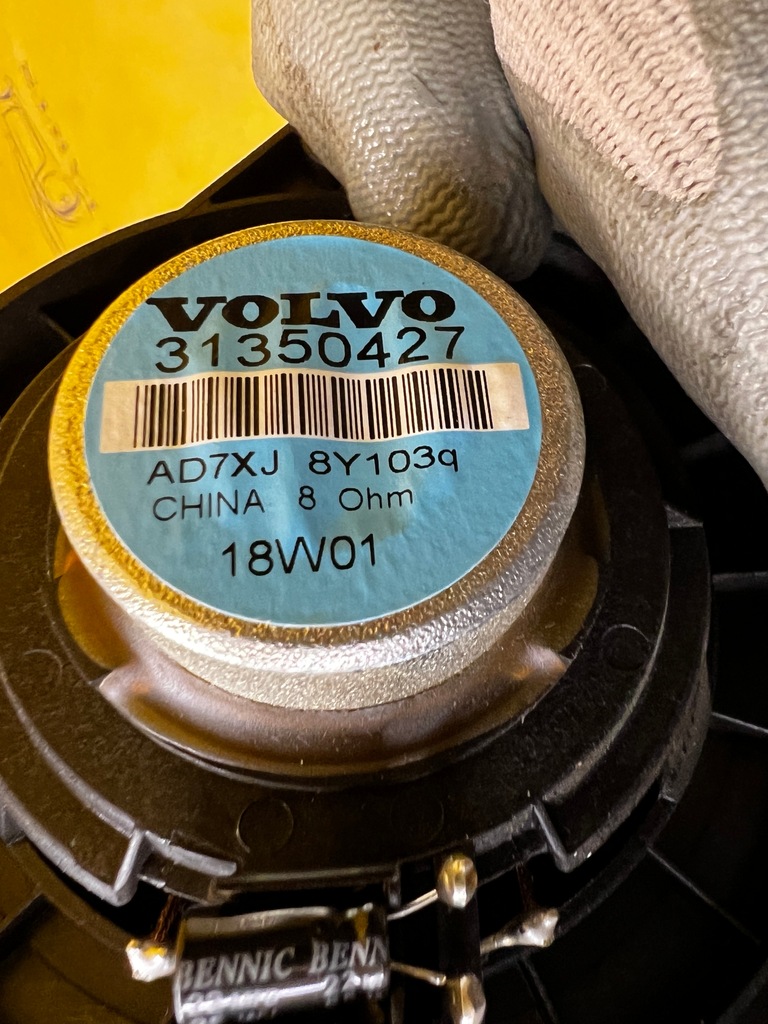 VOLVO
31350427
AD7XJ 8Y103q
CHINA 8 Ohm
18W01
BENNIC BENN